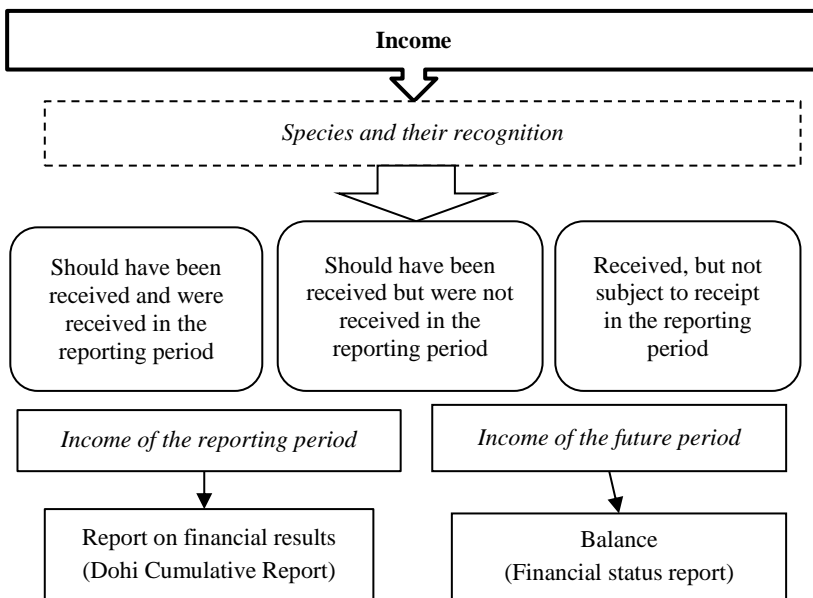 Income
Species and their recognition
Should have been
received and were
received in the
reporting period
Should have been
received but were not
received in the
reporting period
Received, but not
subject to receipt
in the reporting
period
Income of the reporting period
Income of the future period
Report on financial results
(Dohi Cumulative Report)
Balance
(Financial status report)